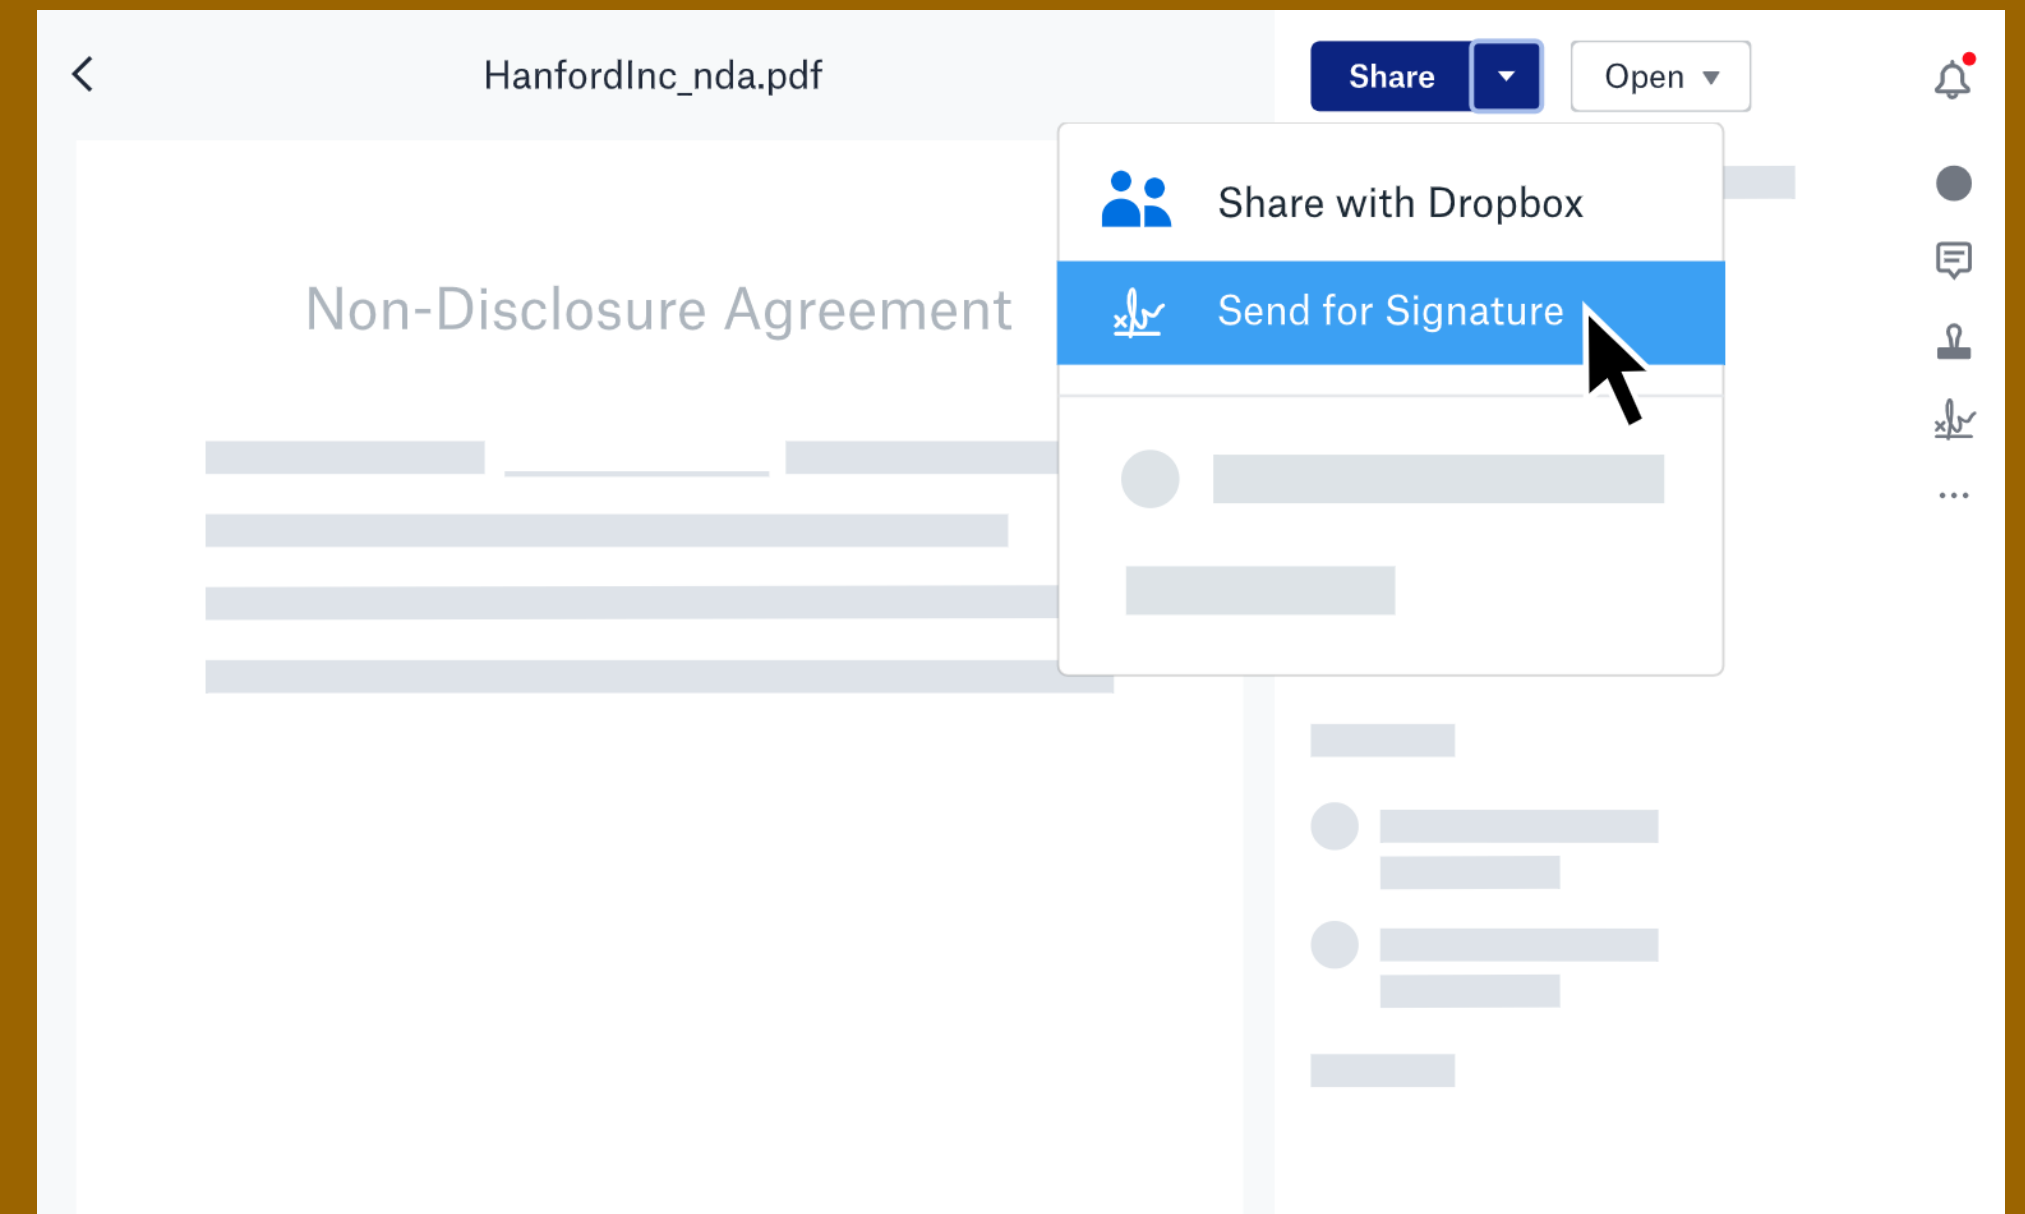 HanfordInc_nda.pdf
Share
Open
Share with Dropbox
Send for Signature
Non-Disclosure Agreement